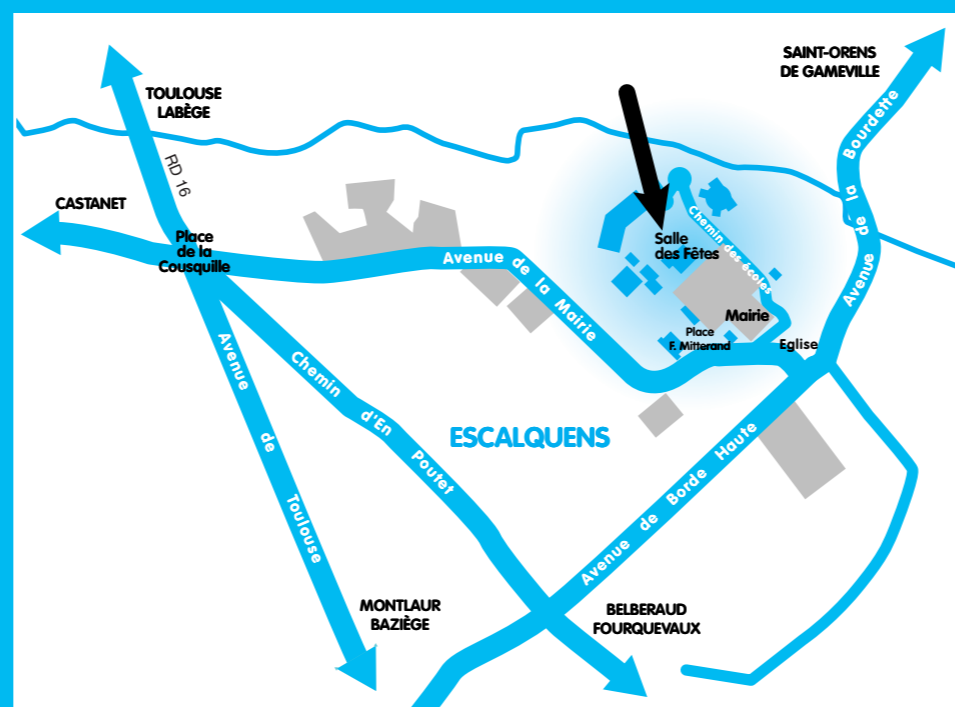 SAINT-ORENS
DE GAMEVILLE
TOULOUSE
LABÈGE
RD 16
CASTANET
Place
de la
Cousquille
Avenue de la Mairie
Salle
des Fêtes
Chemin des écoles
Mairie
Place
F. Mitterand
Eglise
Avenue de la Bourdette
Avenue de Toulouse
Chemin d'En Poutet
ESCALQUENS
Avenue de Borde Haute
MONTLAUR
BAZIÈGE
BELBERAUD
FOURQUEVAUX